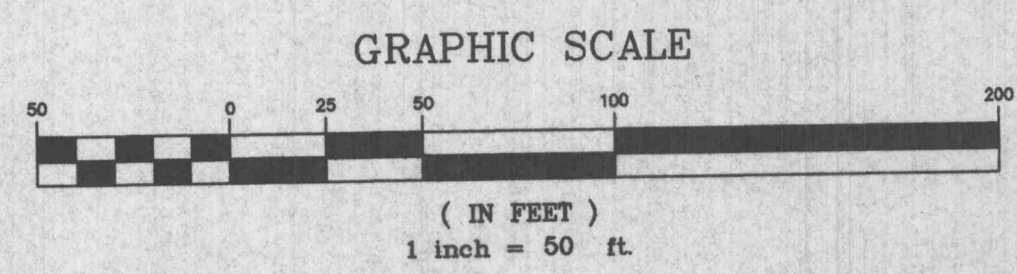 GRAPHIC SCALE
50 0 25 50 100 200
( IN FEET )
1 inch = 50 ft.